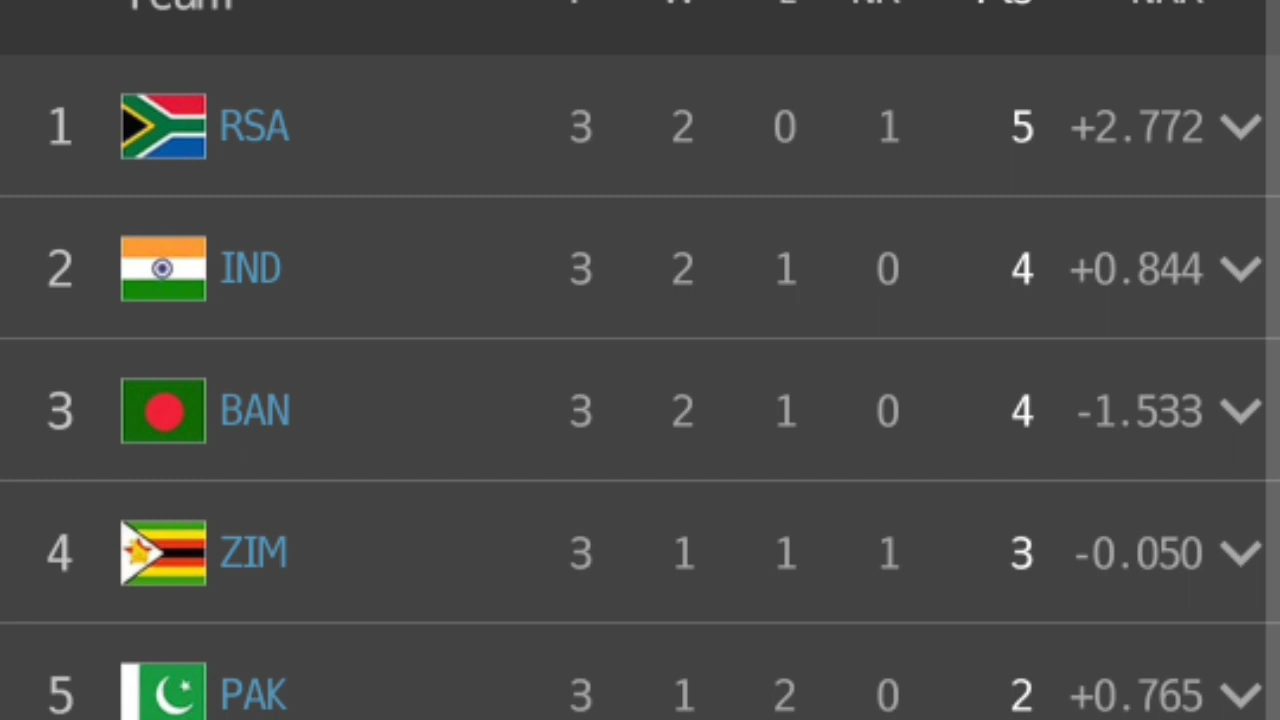 Team Pts
1 RSA 3 2 0 1 5 +2.772
2 IND 3 2 1 0 4 +0.844
3 BAN 3 2 1 0 4 -1.533
4 ZIM 3 1 1 1 3 -0.050
5 PAK 3 1 2 0 2 +0.765